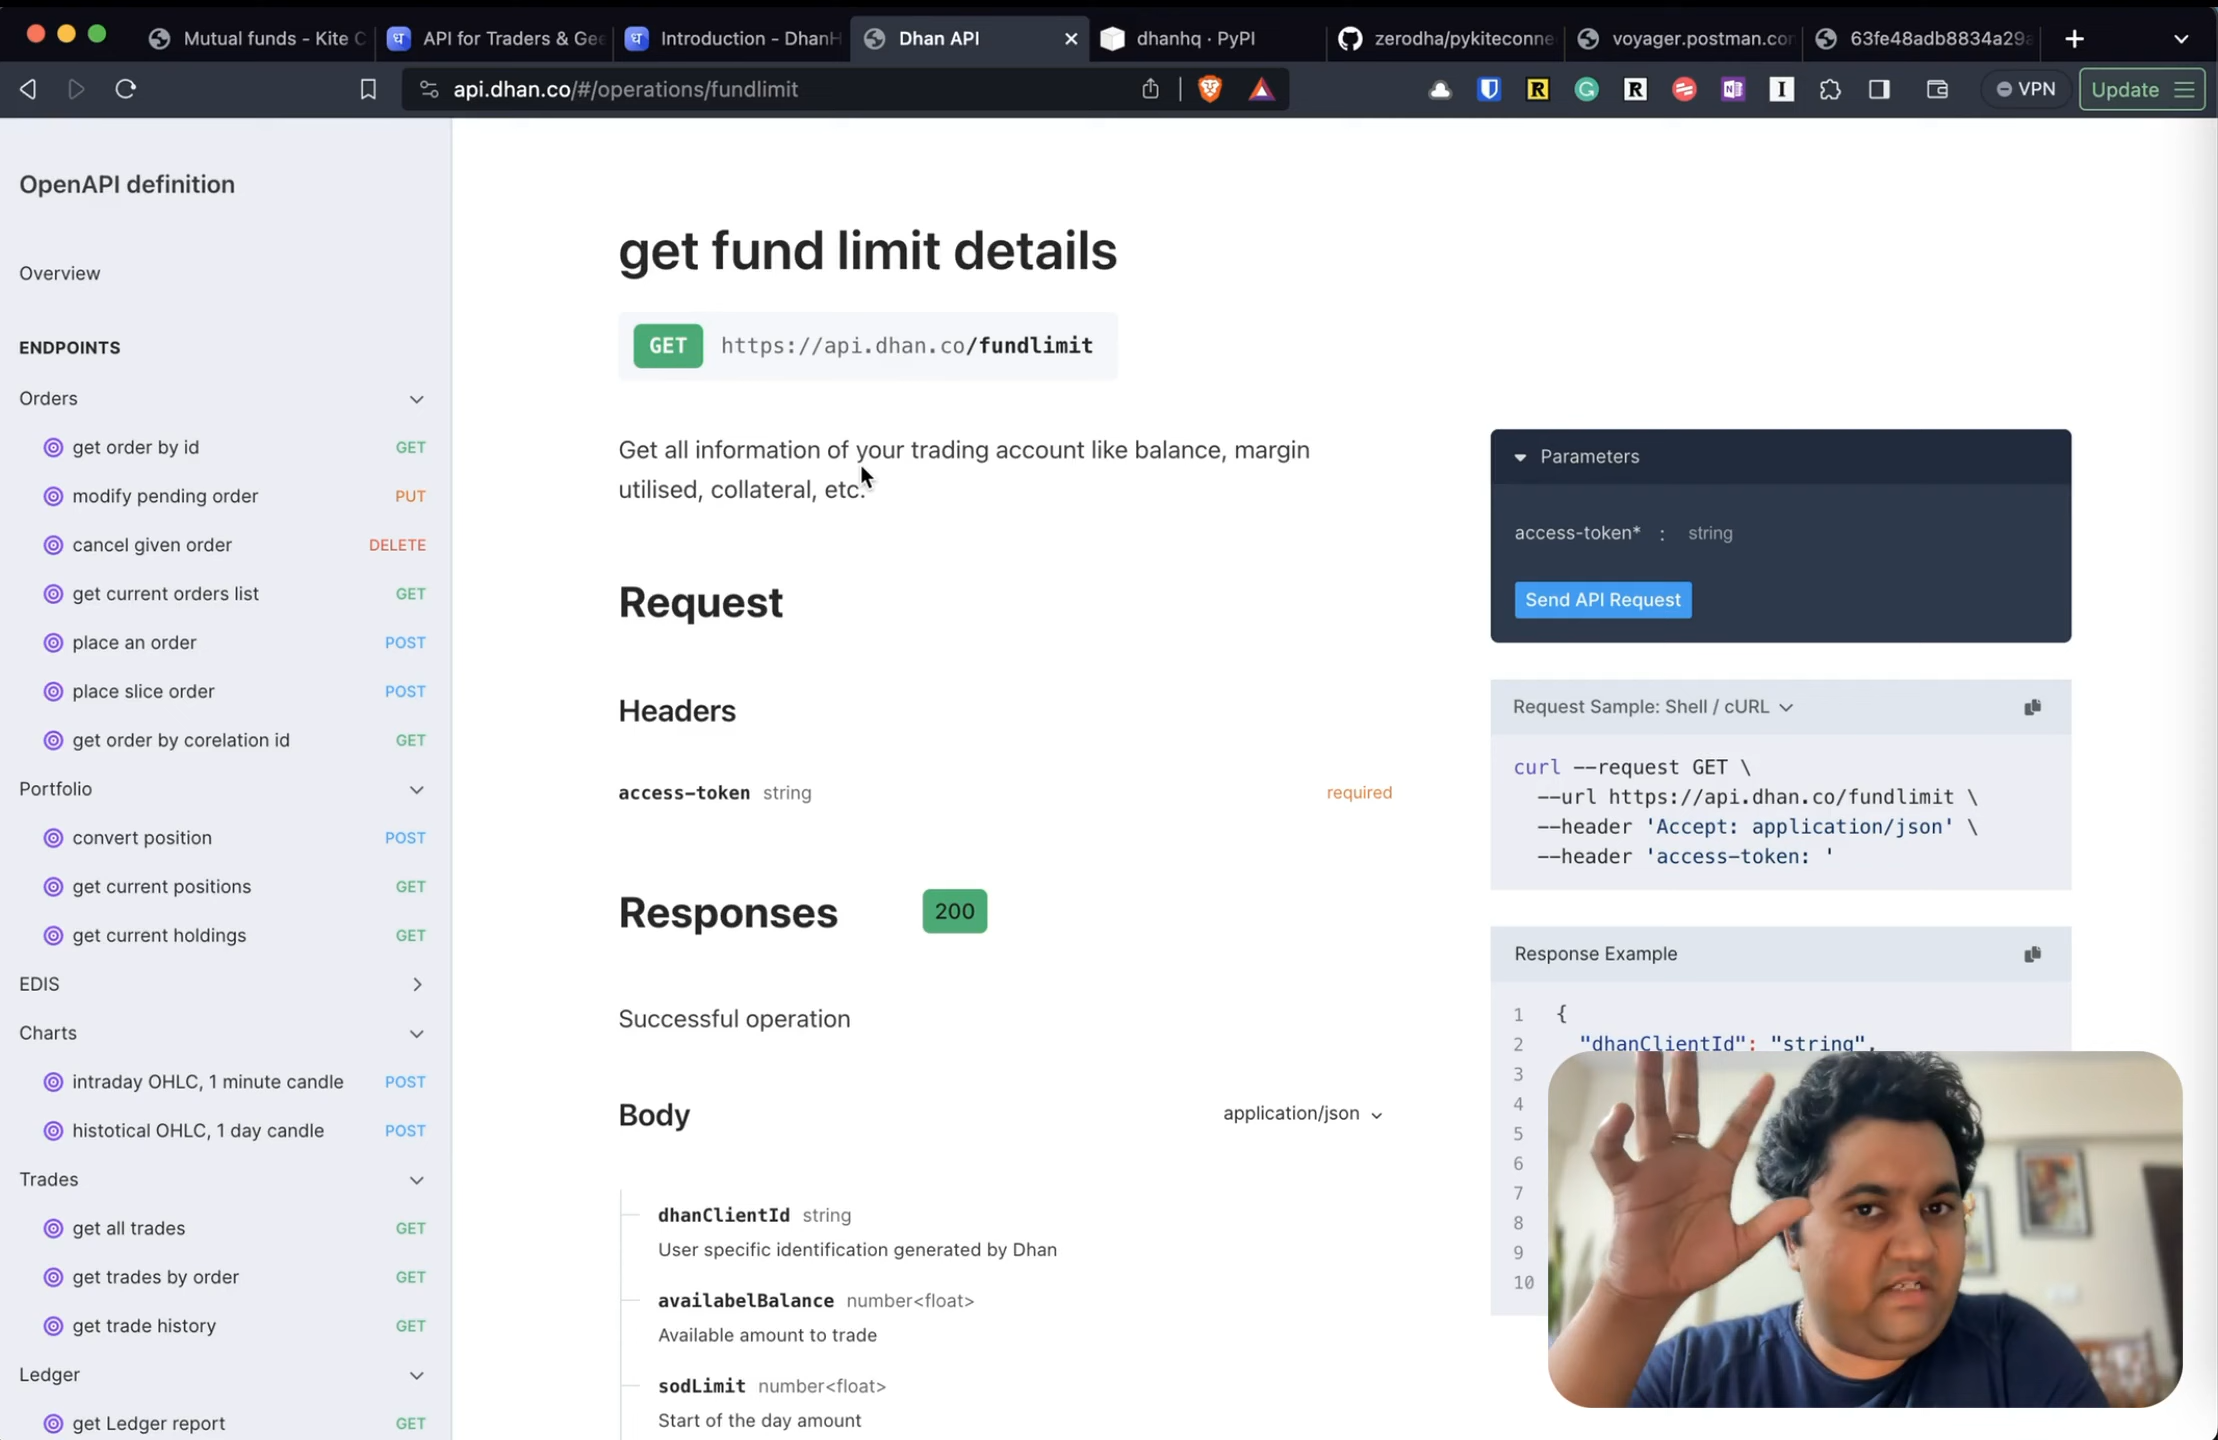 Mutual funds - Kite C
API for Traders & Gee
Introduction - DhanH
Dhan API
dhanhq · PyPI
zerodha/pykiteconne
voyager.postman.con
63fe48adb8834a29a
api.dhan.co/#/operations/fundlimit
VPN
Update
OpenAPI definition
Overview
ENDPOINTS
Orders
get order by id GET
modify pending order PUT
cancel given order DELETE
get current orders list GET
place an order POST
place slice order POST
get order by corelation id GET
Portfolio
convert position POST
get current positions GET
get current holdings GET
EDIS
Charts
intraday OHLC, 1 minute candle POST
histotical OHLC, 1 day candle POST
Trades
get all trades GET
get trades by order GET
get trade history GET
Ledger
get Ledger report GET
get fund limit details
GET https://api.dhan.co/fundlimit
Get all information of your trading account like balance, margin
utilised, collateral, etc.
Request
Headers
access-token string required
Responses 200
Successful operation
Body application/json
dhanClientId string
User specific identification generated by Dhan
availabelBalance number<float>
Available amount to trade
sodLimit number<float>
Start of the day amount
Parameters
access-token* : string
Send API Request
Request Sample: Shell / cURL
curl --request GET \
--url https://api.dhan.co/fundlimit \
--header 'Accept: application/json' \
--header 'access-token: '
Response Example
1 {
2 "dhanClientId": "string",
3
4
5
6
7
8
9
10